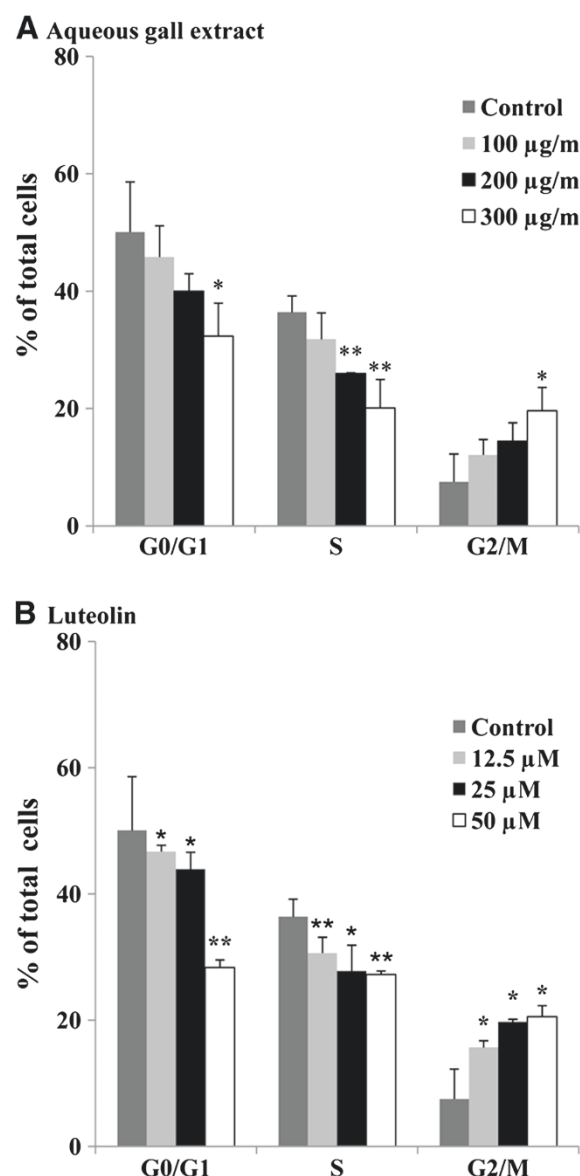 A Aqueous gall extract
80
60
40
20
0
% of total cells
Control
100 µg/m
200 µg/m
300 µg/m
*
** **
*
G0/G1 S G2/M
B Luteolin
80
60
40
20
0
% of total cells
Control
12.5 µM
25 µM
50 µM
* * **
** * **
* * *
G0/G1 S G2/M